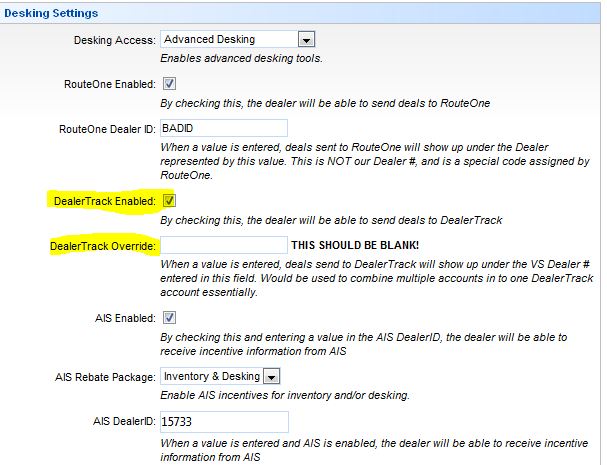 Desking Settings
Desking Access: Advanced Desking
Enables advanced desking tools.
RouteOne Enabled:
By checking this, the dealer will be able to send deals to RouteOne
RouteOne Dealer ID: BADID
When a value is entered, deals sent to RouteOne will show up under the Dealer
represented by this value. This is NOT our Dealer #, and is a special code assigned by
RouteOne.
DealerTrack Enabled:
By checking this, the dealer will be able to send deals to DealerTrack
DealerTrack Override: THIS SHOULD BE BLANK!
When a value is entered, deals send to DealerTrack will show up under the VS Dealer #
entered in this field. Would be used to combine multiple accounts in to one DealerTrack
account essentially.
AIS Enabled:
By checking this and entering a value in the AIS DealerID, the dealer will be able to
receive incentive information from AIS
AIS Rebate Package: Inventory & Desking
Enable AIS incentives for inventory and/or desking.
AIS DealerID: 15733
When a value is entered and AIS is enabled, the dealer will be able to receive incentive
information from AIS